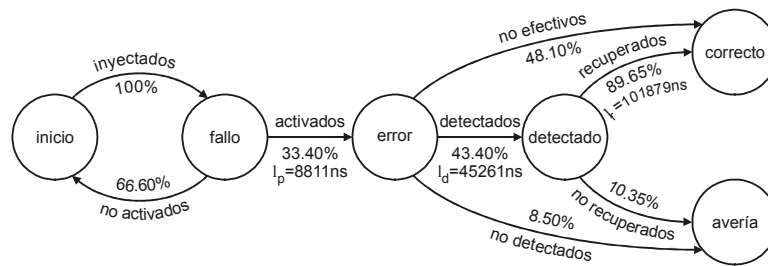 no efectivos
48.10%
correcto
recuperados
89.65%
l =101879ns
inyectados
100%
inicio
fallo
activados
33.40%
lp=8811ns
error
detectados
43.40%
ld=45261ns
detectado
66.60%
no activados
10.35%
no recuperados
8.50%
no detectados
avería